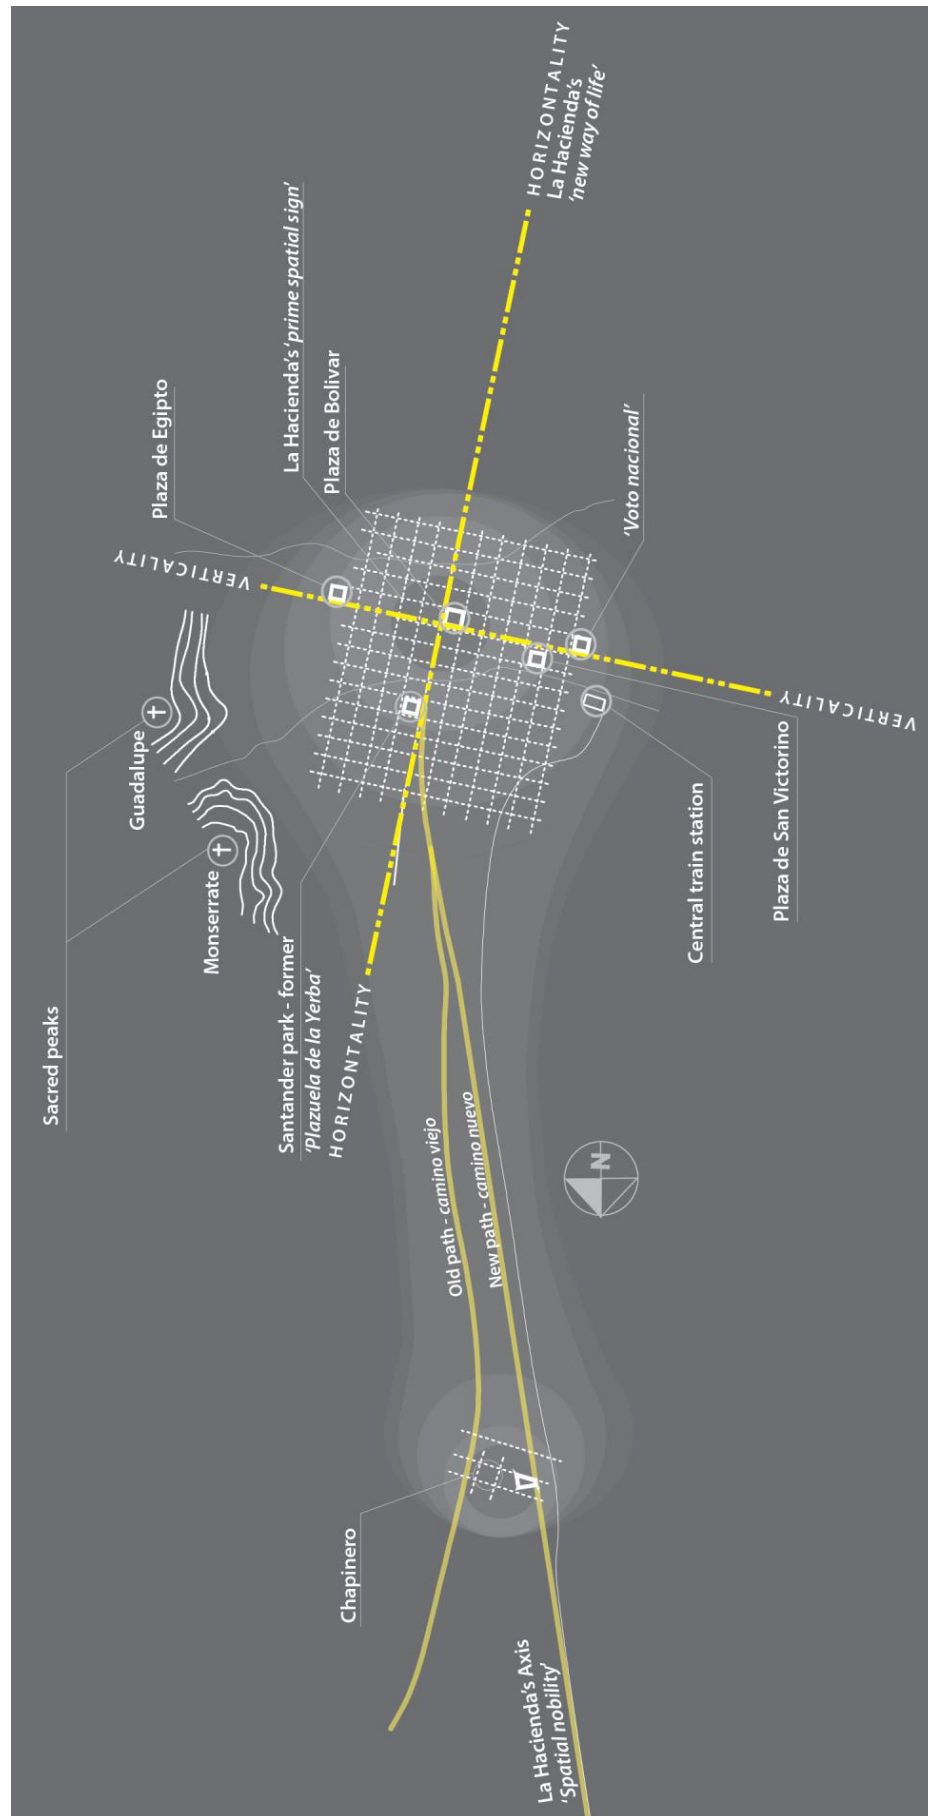 Sacred peaks
Monserrate
Guadalupe
Plaza de Egipto
La Hacienda's 'prime spatial sign'
Plaza de Bolivar
HORIZONTALITY
La Hacienda's
'new way of life'
VERTICALITY
Santander park - former
'Plazuela de la Yerba'
HORIZONTALITY
'Voto nacional'
VERTICALITY
Central train station
Plaza de San Victorino
Old path - camino viejo
New path - camino nuevo
N
Chapinero
La Hacienda's Axis
'Spatial nobility'